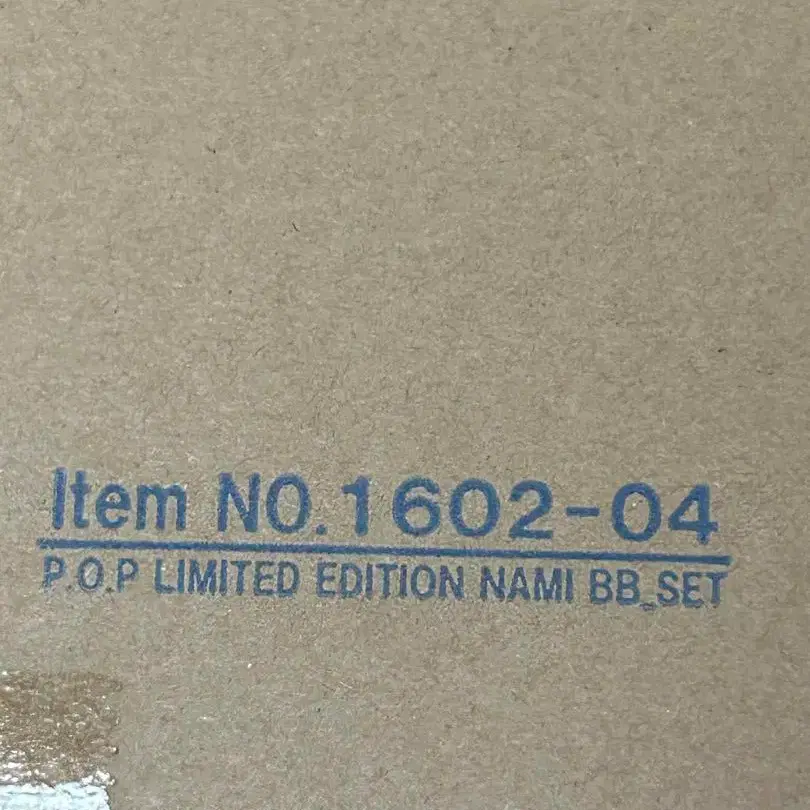 Item NO.1602-04
P.O.P LIMITED EDITION NAMI BB_SET